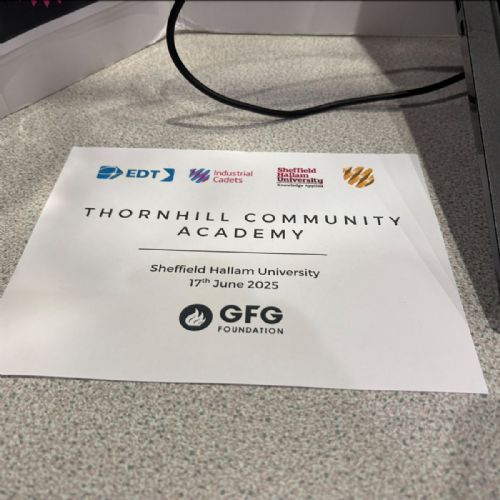 EDT
Industrial
Cadets
Sheffield
Hallam
University
Knowledge Applied
THORNHILL COMMUNITY
ACADEMY
Sheffield Hallam University
17th June 2025
GFG
FOUNDATION